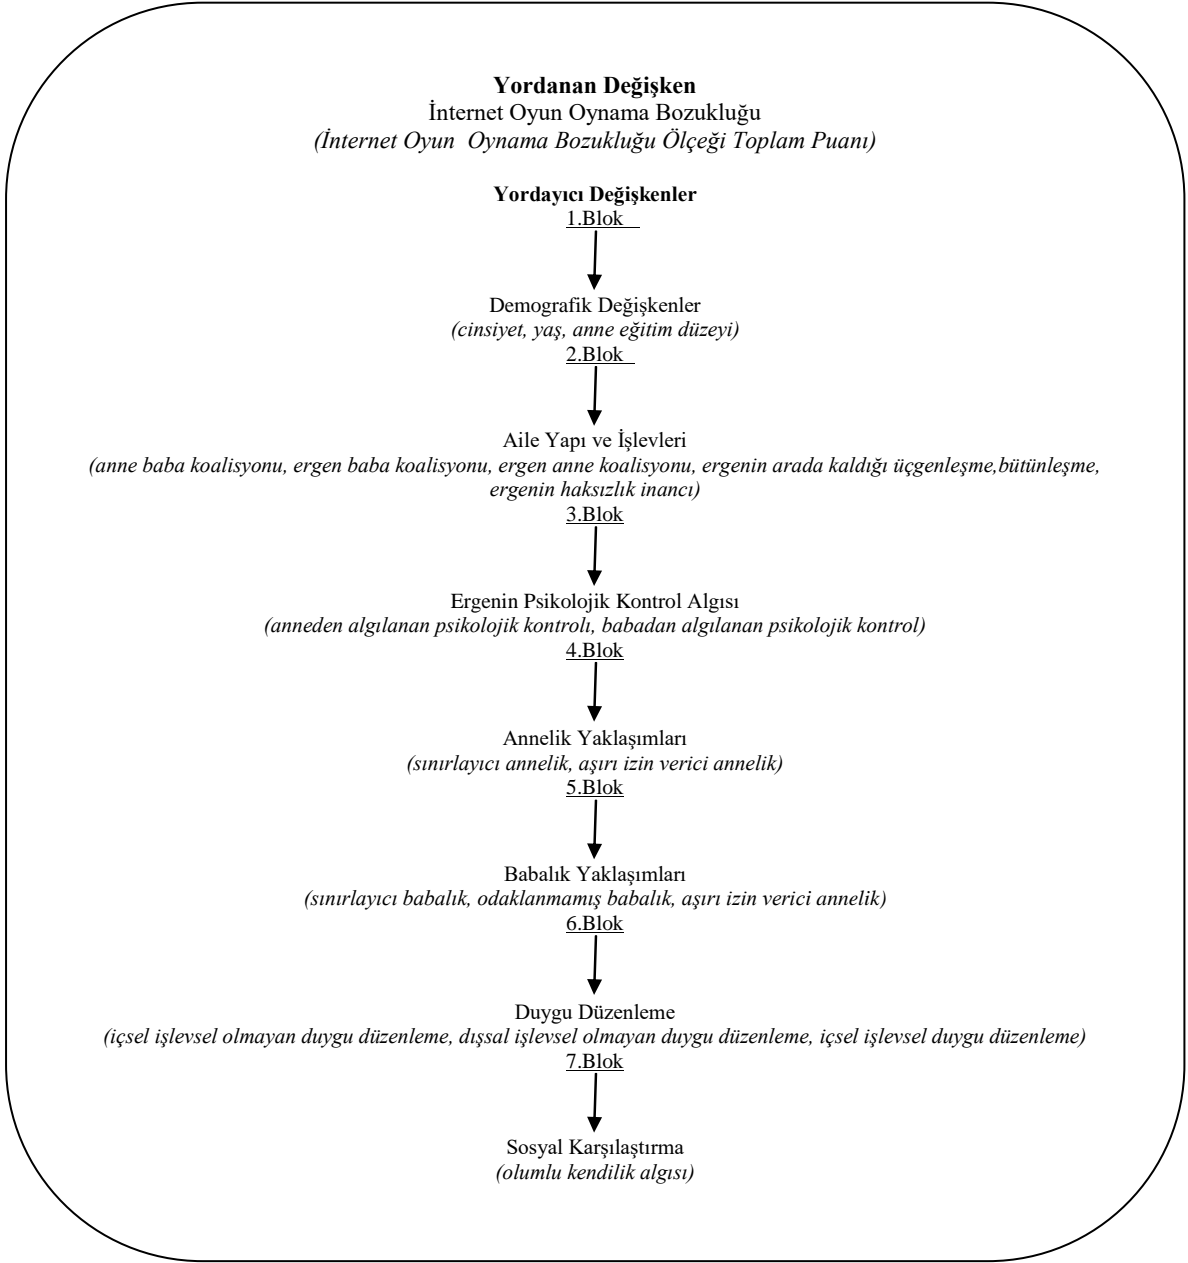 Yordanan Değişken
İnternet Oyun Oynama Bozukluğu
(İnternet Oyun Oynama Bozukluğu Ölçeği Toplam Puanı)
Yordayıcı Değişkenler
1.Blok
Demografik Değişkenler
(cinsiyet, yaş, anne eğitim düzeyi)
2.Blok
Aile Yapı ve İşlevleri
(anne baba koalisyonu, ergen baba koalisyonu, ergen anne koalisyonu, ergenin arada kaldığı üçgenleşme,bütünleşme,
ergenin haksızlık inancı)
3.Blok
Ergenin Psikolojik Kontrol Algısı
(anneden algılanan psikolojik kontrolı, babadan algılanan psikolojik kontrol)
4.Blok
Annelik Yaklaşımları
(sınırlayıcı annelik, aşırı izin verici annelik)
5.Blok
Babalık Yaklaşımları
(sınırlayıcı babalık, odaklanmamış babalık, aşırı izin verici annelik)
6.Blok
Duygu Düzenleme
(içsel işlevsel olmayan duygu düzenleme, dışsal işlevsel olmayan duygu düzenleme, içsel işlevsel duygu düzenleme)
7.Blok
Sosyal Karşılaştırma
(olumlu kendilik algısı)